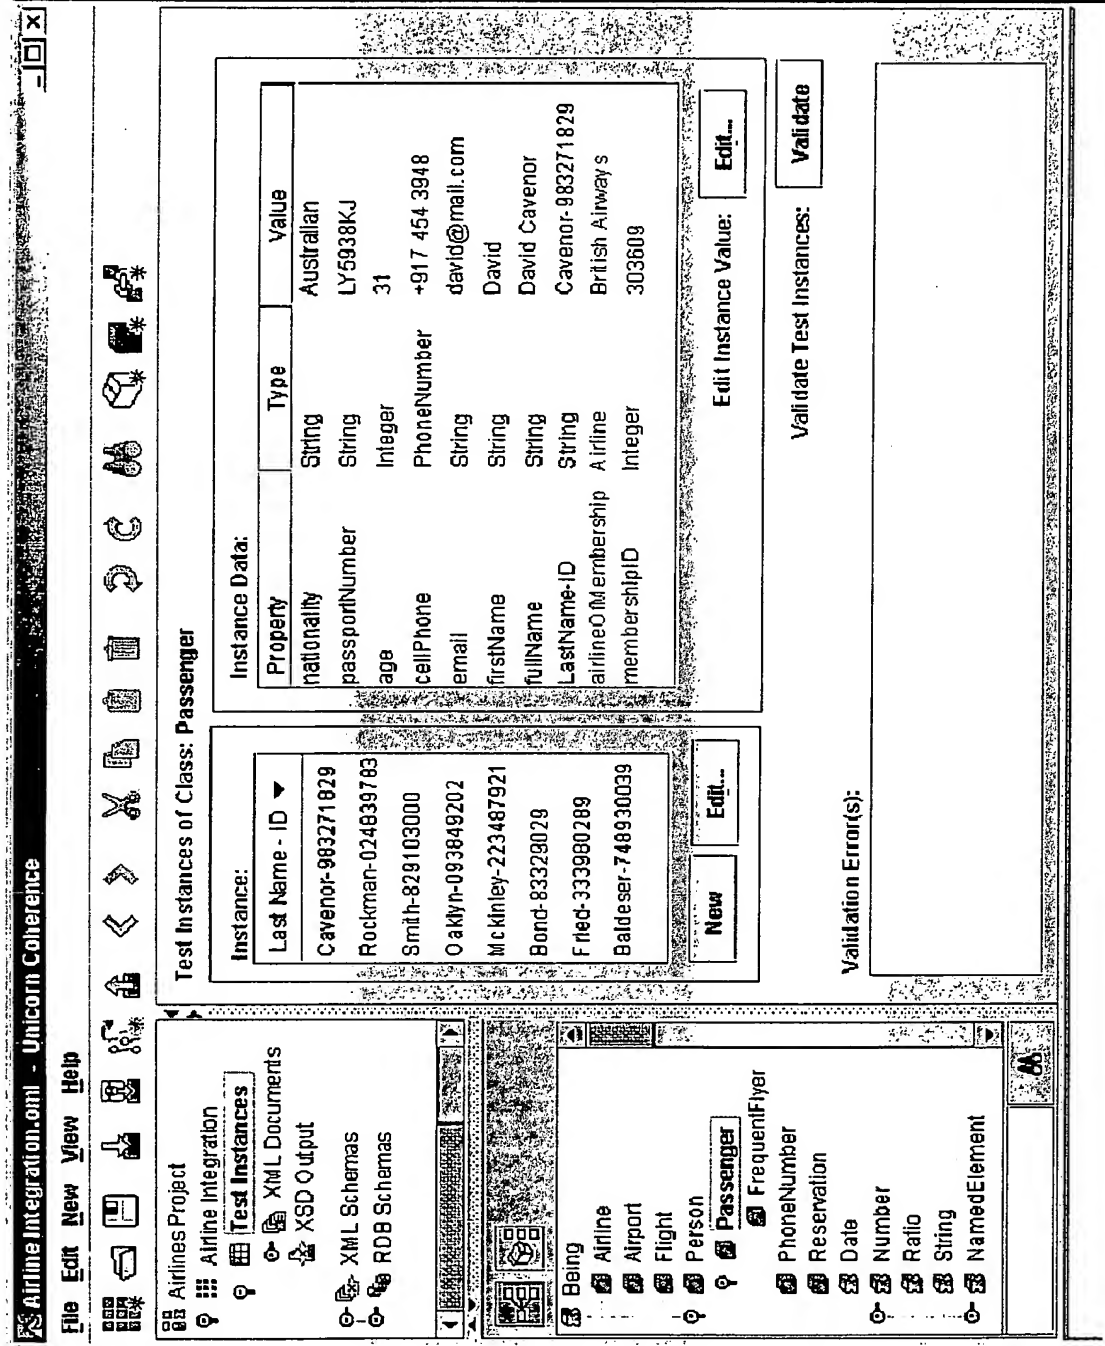 Airline Integration.oml - Unicorn Coherence
File Edit New View Help
Airlines Project
Airline Integration
Test Instances
XML Documents
XSD Output
XML Schemas
RDB Schemas
Being
Airline
Airport
Flight
Person
Passenger
FrequentFlyer
PhoneNumber
Reservation
Date
Number
Ratio
String
NamedElement
Test Instances of Class: Passenger
Instance:
Last Name - ID
Cavenor-983271829
Rockman-024839783
Smith-829103000
Oaklyn-093849202
Mckinley-223487921
Bond-83329029
Fried-333980289
Baldeser-748930039
New Edit...
Instance Data:
Property Type Value
nationality String Australian
passportNumber String LY5938KJ
age Integer 31
cellPhone PhoneNumber +917 454 3948
email String david@mail.com
firstName String David
fullName String David Cavenor
LastName-ID String Cavenor-983271829
airlineOfMembership Airline British Airways
membershipID Integer 303609
Edit Instance Value: Edit...
Validate Test Instances: Validate
Validation Error(s):